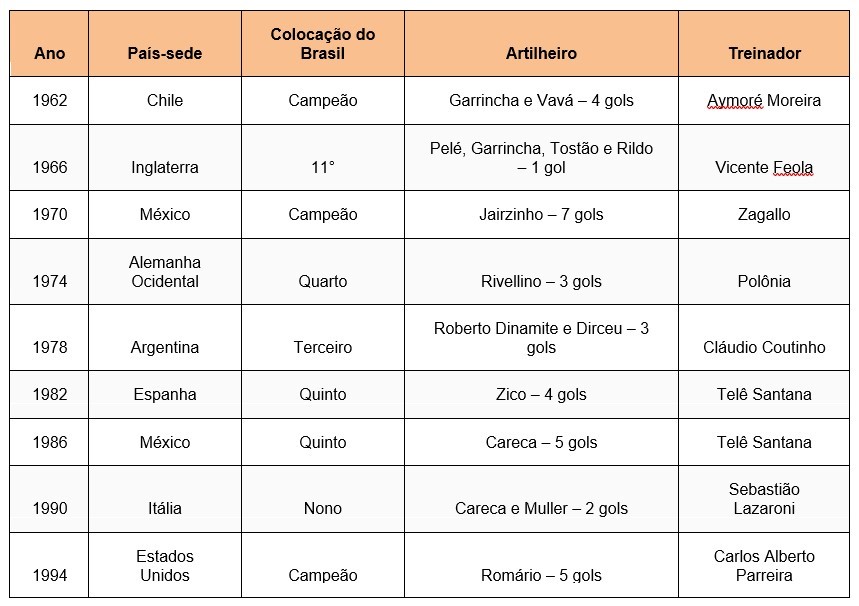 Ano País-sede Colocação do Brasil Artilheiro Treinador
1962 Chile Campeão Garrincha e Vavá – 4 gols Aymoré Moreira
1966 Inglaterra 11° Pelé, Garrincha, Tostão e Rildo – 1 gol Vicente Feola
1970 México Campeão Jairzinho – 7 gols Zagallo
1974 Alemanha Ocidental Quarto Rivellino – 3 gols Polônia
1978 Argentina Terceiro Roberto Dinamite e Dirceu – 3 gols Cláudio Coutinho
1982 Espanha Quinto Zico – 4 gols Telê Santana
1986 México Quinto Careca – 5 gols Telê Santana
1990 Itália Nono Careca e Muller – 2 gols Sebastião Lazaroni
1994 Estados Unidos Campeão Romário – 5 gols Carlos Alberto Parreira